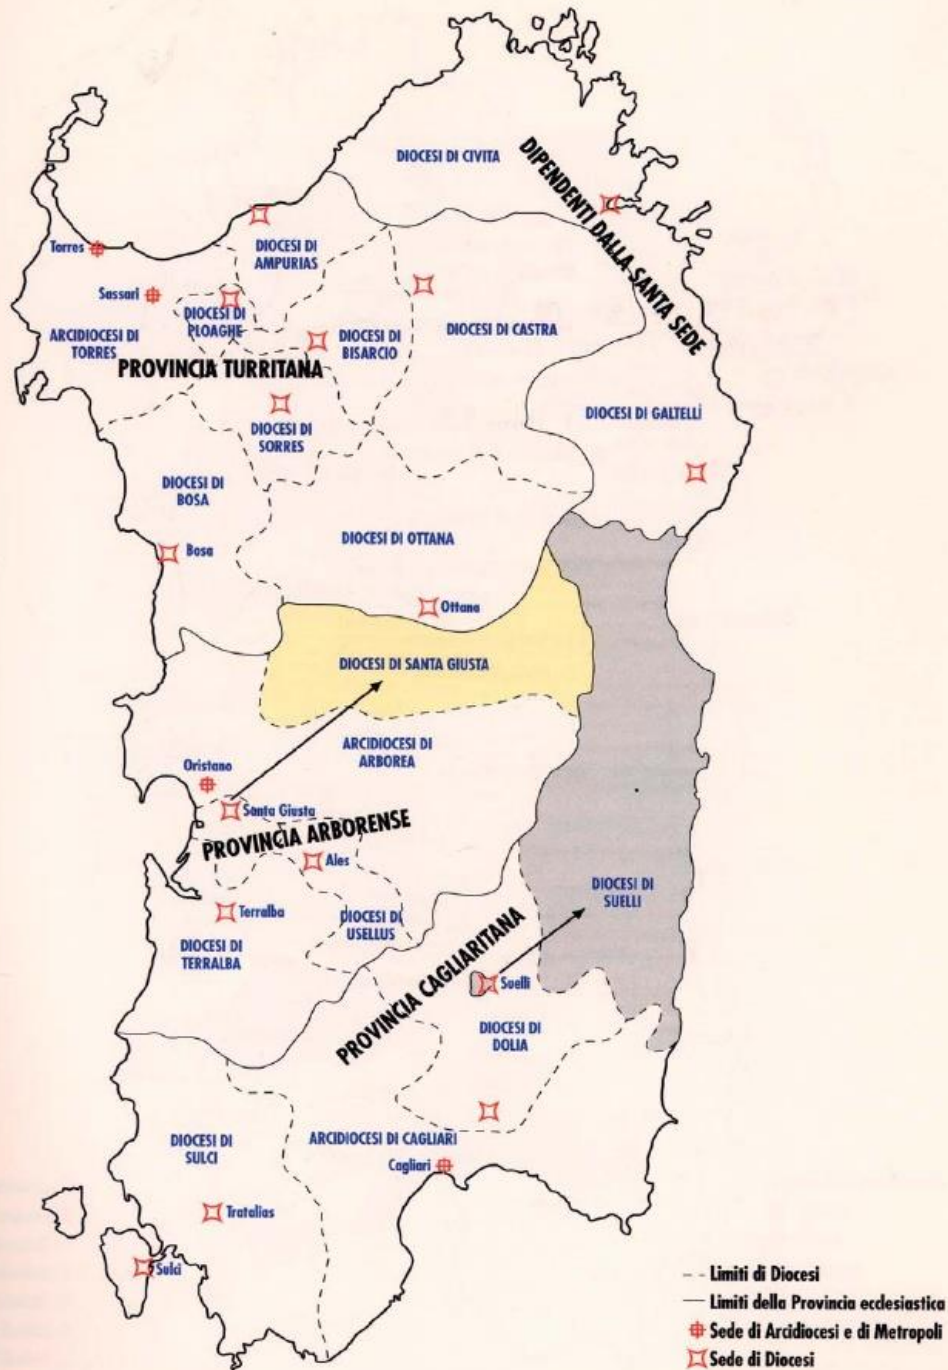 DIOCESI DI CIVITA
DIPENDENTI DALLA SANTA SEDE
Torres
DIOCESI DI
AMPURIAS
Sassari
DIOCESI DI
PLOAGHE
ARCIDIOCESI DI
TORRES
DIOCESI DI
BISARCIO
DIOCESI DI CASTRA
PROVINCIA TURRITANA
DIOCESI DI GALTELLÌ
DIOCESI DI
SORRES
DIOCESI DI
BOSA
DIOCESI DI OTTANA
Bosa
Ottana
DIOCESI DI SANTA GIUSTA
ARCIDIOCESI DI
ARBOREA
Oristano
Santa Giusta
PROVINCIA ARBORENSE
Ales
DIOCESI DI
SUELLI
Terralba
DIOCESI DI
USELLUS
DIOCESI DI
TERRALBA
PROVINCIA CAGLIARITANA
Suelli
DIOCESI DI
DOLIA
DIOCESI DI
SULCI
ARCIDIOCESI DI CAGLIARI
Cagliari
Tratalias
Sulci
Limiti di Diocesi
Limiti della Provincia ecclesiastica
Sede di Arcidiocesi e di Metropoli
Sede di Diocesi